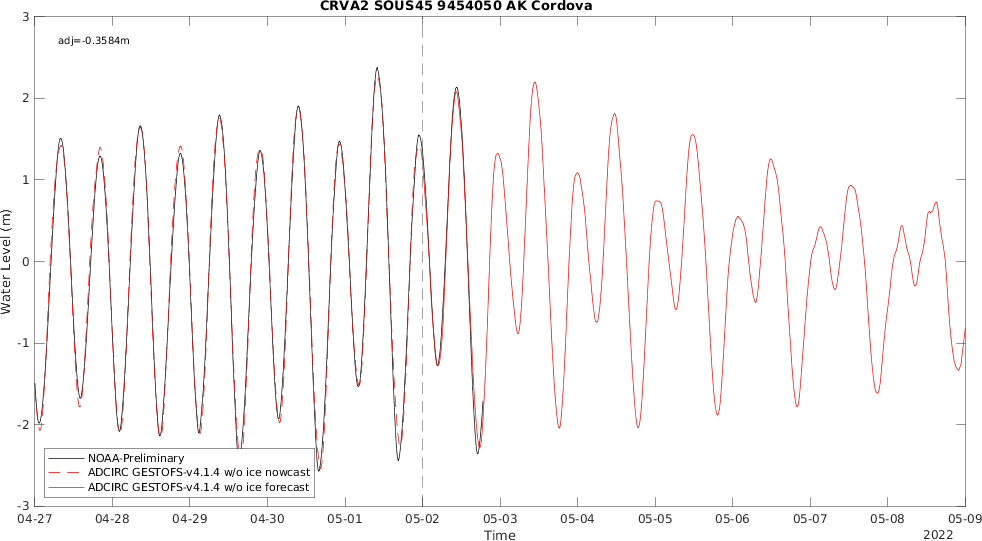 CRVA2 SOUS45 9454050 AK Cordova
adj=-0.3584m
Water Level (m)
3
2
1
0
-1
-2
-3
NOAA-Preliminary
ADCIRC GESTOFS-v4.1.4 w/o ice nowcast
ADCIRC GESTOFS-v4.1.4 w/o ice forecast
04-27 04-28 04-29 04-30 05-01 05-02 05-03 05-04 05-05 05-06 05-07 05-08 05-09
Time
2022